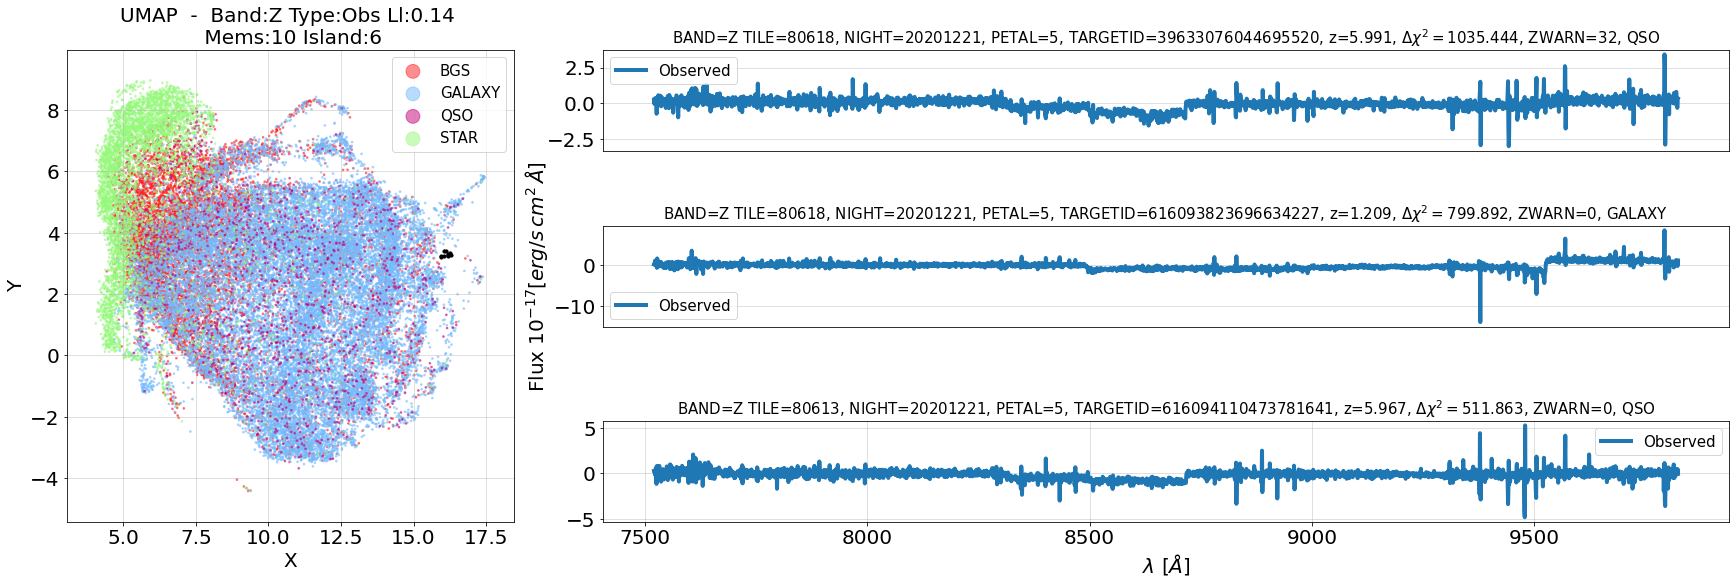 UMAP - Band:Z Type:Obs Ll:0.14
Mems:10 Island:6
BGS
GALAXY
QSO
STAR
8
6
4
2
0
−2
−4
Y
5.0 7.5 10.0 12.5 15.0 17.5
X
Flux 10⁻¹⁷[erg/s cm² Å]
BAND=Z TILE=80618, NIGHT=20201221, PETAL=5, TARGETID=39633076044695520, z=5.991, Δχ² = 1035.444, ZWARN=32, QSO
Observed
2.5
0.0
−2.5
BAND=Z TILE=80618, NIGHT=20201221, PETAL=5, TARGETID=616093823696634227, z=1.209, Δχ² = 799.892, ZWARN=0, GALAXY
0
−10
Observed
BAND=Z TILE=80613, NIGHT=20201221, PETAL=5, TARGETID=616094110473781641, z=5.967, Δχ² = 511.863, ZWARN=0, QSO
Observed
5
0
−5
7500 8000 8500 9000 9500
λ [Å]